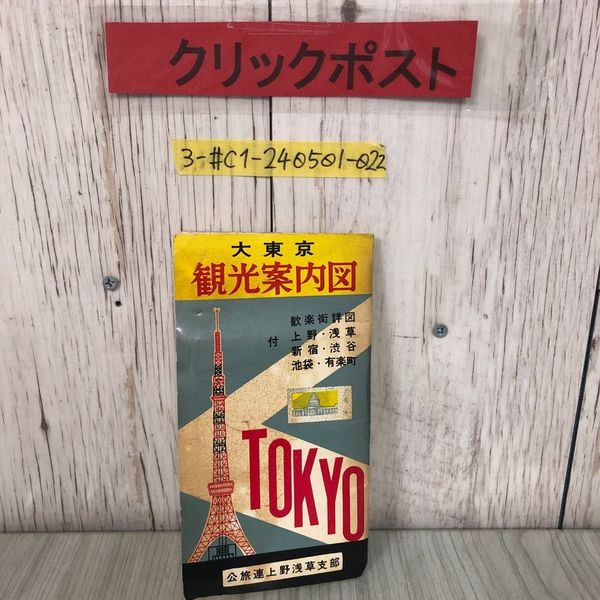 クリックポスト
3-#C1-240501-022
大東京
観光案内図
歓楽街詳図
付 上野・浅草
新宿・渋谷
池袋・有楽町
TOKYO
公旅連上野浅草支部